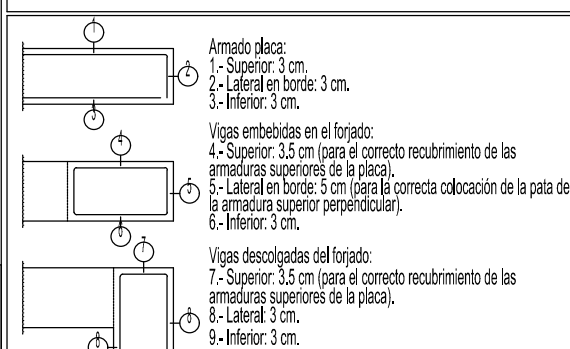 1
2
3
Armado placa:
1.- Superior: 3 cm.
2.- Lateral en borde: 3 cm.
3.- Inferior: 3 cm.
4
5
6
Vigas embebidas en el forjado:
4.- Superior: 3.5 cm (para el correcto recubrimiento de las
armaduras superiores de la placa).
5.- Lateral en borde: 5 cm (para la correcta colocación de la pata de
la armadura superior perpendicular).
6.- Inferior: 3 cm.
7
8
8
Vigas descolgadas del forjado:
7.- Superior: 3.5 cm (para el correcto recubrimiento de las
armaduras superiores de la placa).
8.- Lateral: 3 cm.
9.- Inferior: 3 cm.